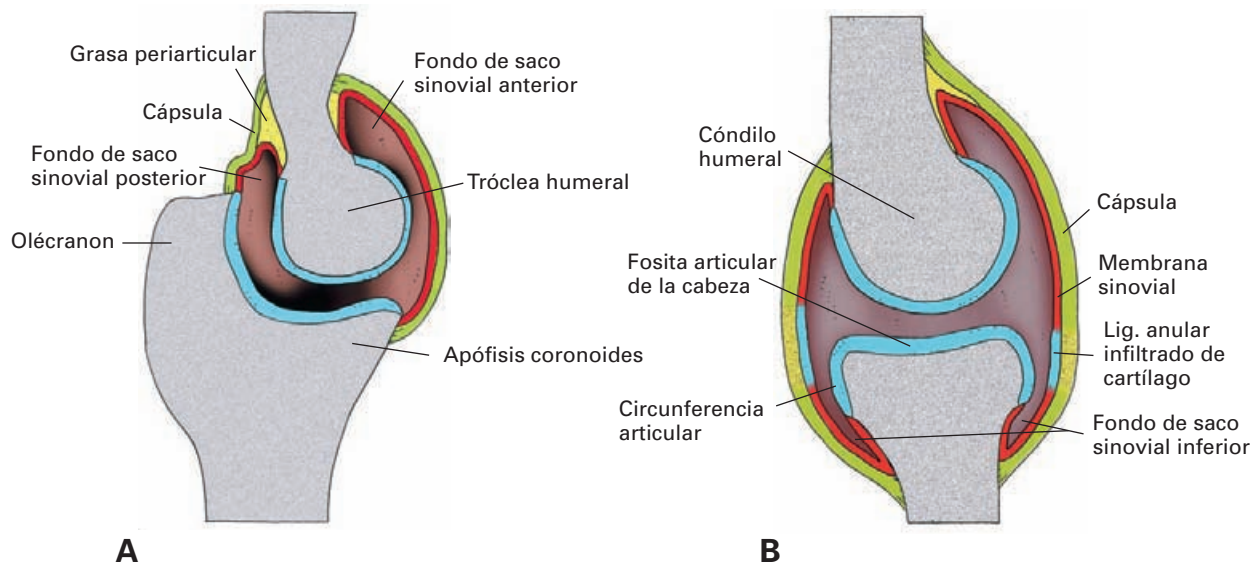 Grasa periarticular
Cápsula
Fondo de saco
sinovial posterior
Olécranon
Fondo de saco
sinovial anterior
Tróclea humeral
Apófisis coronoides
A
Cóndilo
humeral
Fosita articular
de la cabeza
Circunferencia
articular
Cápsula
Membrana
sinovial
Lig. anular
infiltrado de
cartílago
Fondo de saco
sinovial inferior
B